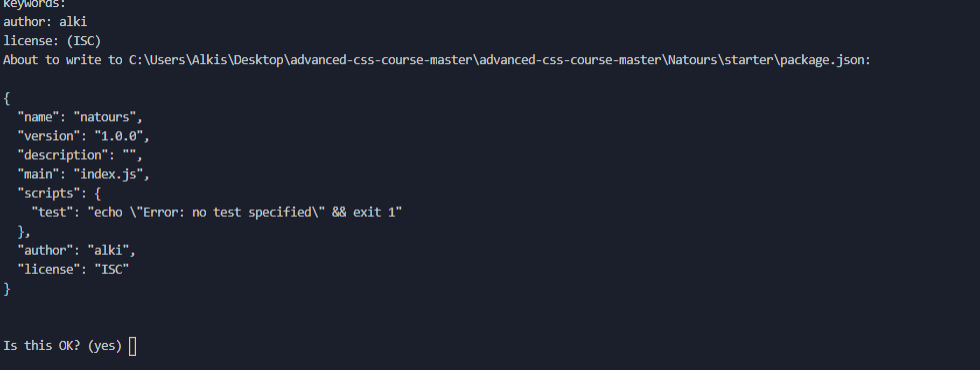 keywords:
author: alki
license: (ISC)
About to write to C:\Users\Alkis\Desktop\advanced-css-course-master\advanced-css-course-master\Natours\starter\package.json:
{
  "name": "natours",
  "version": "1.0.0",
  "description": "",
  "main": "index.js",
  "scripts": {
    "test": "echo \"Error: no test specified\" && exit 1"
  },
  "author": "alki",
  "license": "ISC"
}
Is this OK? (yes)